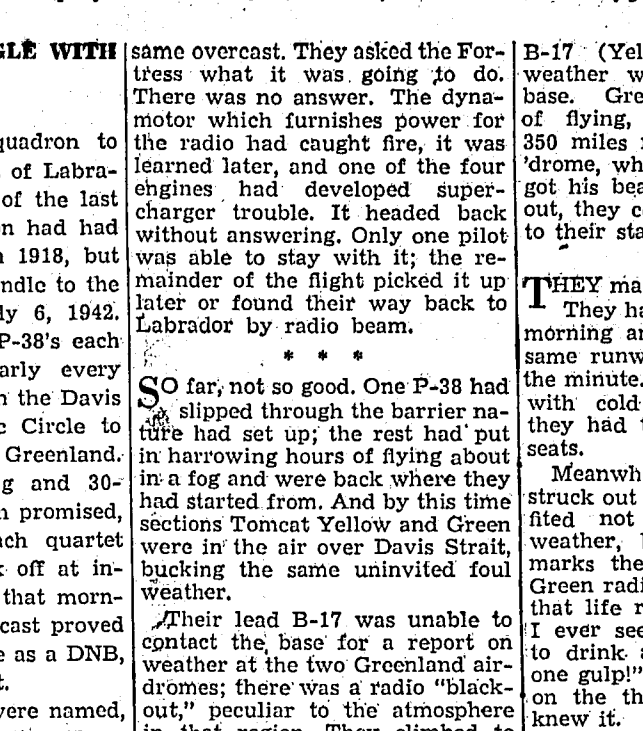 GLE WITH
quadron to
of Labra-
of the last
n had had
1918, but
ndle to the
ly 6, 1942.
P-38's each
arly every
n the Davis
c Circle to
Greenland.
g and 30-
n promised,
ach quartet
off at in-
that morn-
cast proved
e as a DNB,
t.
were named,
same overcast. They asked the For-
tress what it was going to do.
There was no answer. The dyna-
motor which furnishes power for
the radio had caught fire, it was
learned later, and one of the four
engines had developed super-
charger trouble. It headed back
without answering. Only one pilot
was able to stay with it; the re-
mainder of the flight picked it up
later or found their way back to
Labrador by radio beam.
* * *
SO far, not so good. One P-38 had
slipped through the barrier na-
ture had set up; the rest had put
in harrowing hours of flying about
in a fog and were back where they
had started from. And by this time
sections Tomcat Yellow and Green
were in the air over Davis Strait,
bucking the same uninvited foul
weather.
Their lead B-17 was unable to
contact the base for a report on
weather at the two Greenland air-
dromes; there was a radio "black-
out," peculiar to the atmosphere
in that region. They climbed to
B-17 (Yel
weather w
base. Gre
of flying,
350 miles
'drome, wh
got his bea
out, they c
to their sta
THEY ma
They ha
morning a
same runw
the minute.
with cold
they had t
seats.
Meanwh
struck out
fited not
weather,
marks the
Green radi
that life r
I ever see
to drink a
one gulp!"
on the th
knew it.